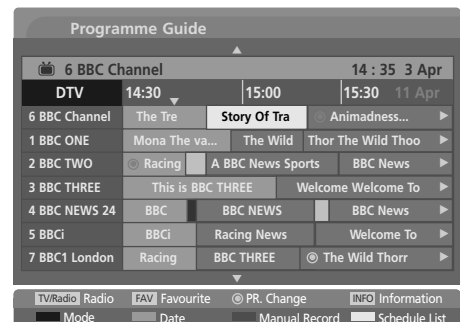 Programme Guide
6 BBC Channel 14 : 35 3 Apr
DTV 14:30 15:00 15:30 11 Apr
6 BBC Channel The Tre Story Of Tra Animadness...
1 BBC ONE Mona The va... The Wild Thor The Wild Thoo
2 BBC TWO Racing A BBC News Sports BBC News
3 BBC THREE This is BBC THREE Welcome Welcome To
4 BBC NEWS 24 BBC BBC NEWS BBC News
5 BBCi BBCi Racing News Welcome To
7 BBC1 London Racing BBC THREE The Wild Thorr
TV/Radio Radio FAV Favourite PR. Change INFO Information
Mode Date Manual Record Schedule List